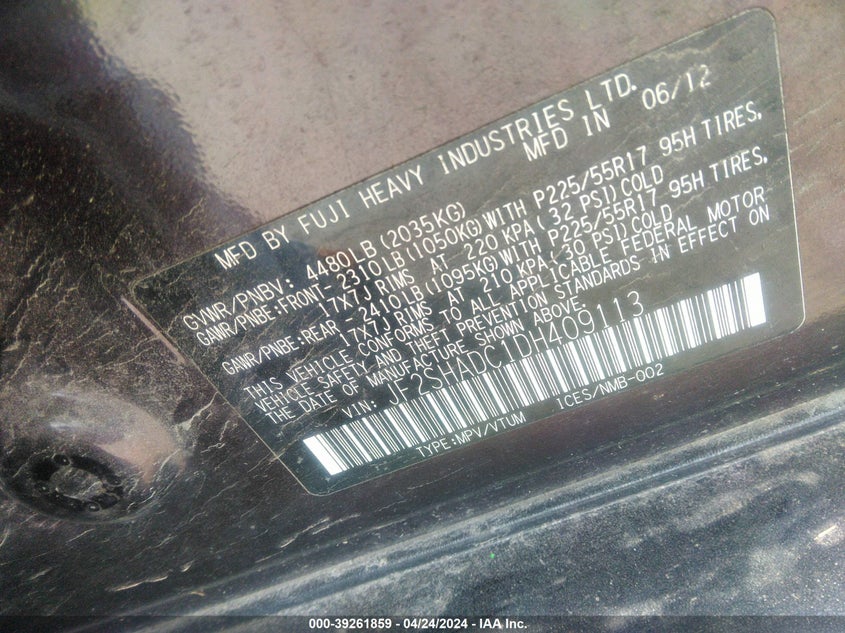 MFD BY FUJI HEAVY INDUSTRIES LTD.
MFD IN 06/12
GVWR/PNBV: 4480LB(2035KG)
GAWR/PNBE:FRONT-2310LB(1050KG)WITH P225/55R17 95H TIRES,
17X7J RIMS AT 220 KPA(32 PSI)COLD
GAWR/PNBE:REAR -2410LB(1095KG)WITH P225/55R17 95H TIRES,
17X7J RIMS AT 210 KPA(30 PSI)COLD
THIS VEHICLE CONFORMS TO ALL APPLICABLE FEDERAL MOTOR
VEHICLE SAFETY AND THEFT PREVENTION STANDARDS IN EFFECT ON
THE DATE OF MANUFACTURE SHOWN ABOVE.
VIN: JF2SHADC1DH409113
TYPE:MPV/VTUM ICES/NMB-002
000-39261859 - 04/24/2024 - IAA Inc.